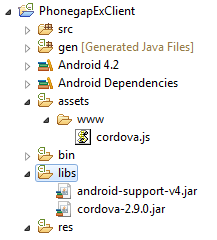 PhonegapExClient
src
gen [Generated Java Files]
Android 4.2
Android Dependencies
assets
www
cordova.js
bin
libs
android-support-v4.jar
cordova-2.9.0.jar
res